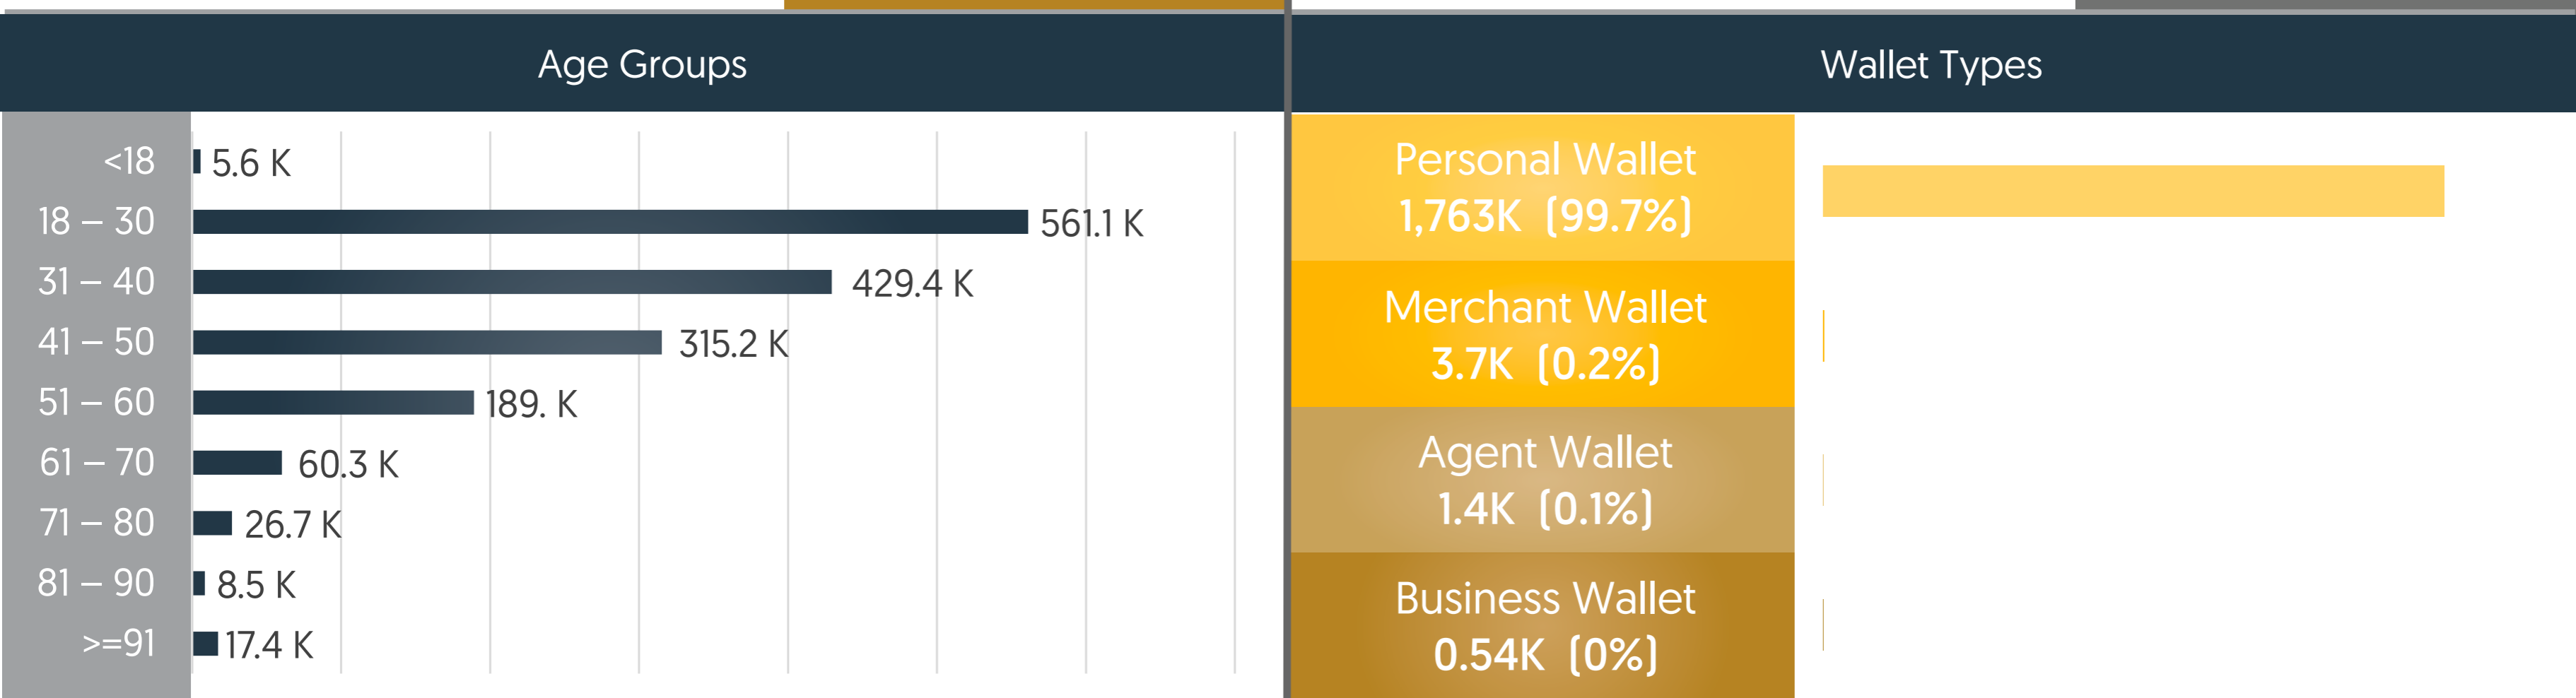 Age Groups
<18 5.6 K
18 – 30 561.1 K
31 – 40 429.4 K
41 – 50 315.2 K
51 – 60 189. K
61 – 70 60.3 K
71 – 80 26.7 K
81 – 90 8.5 K
>=91 17.4 K
Wallet Types
Personal Wallet
1,763K (99.7%)
Merchant Wallet
3.7K (0.2%)
Agent Wallet
1.4K (0.1%)
Business Wallet
0.54K (0%)